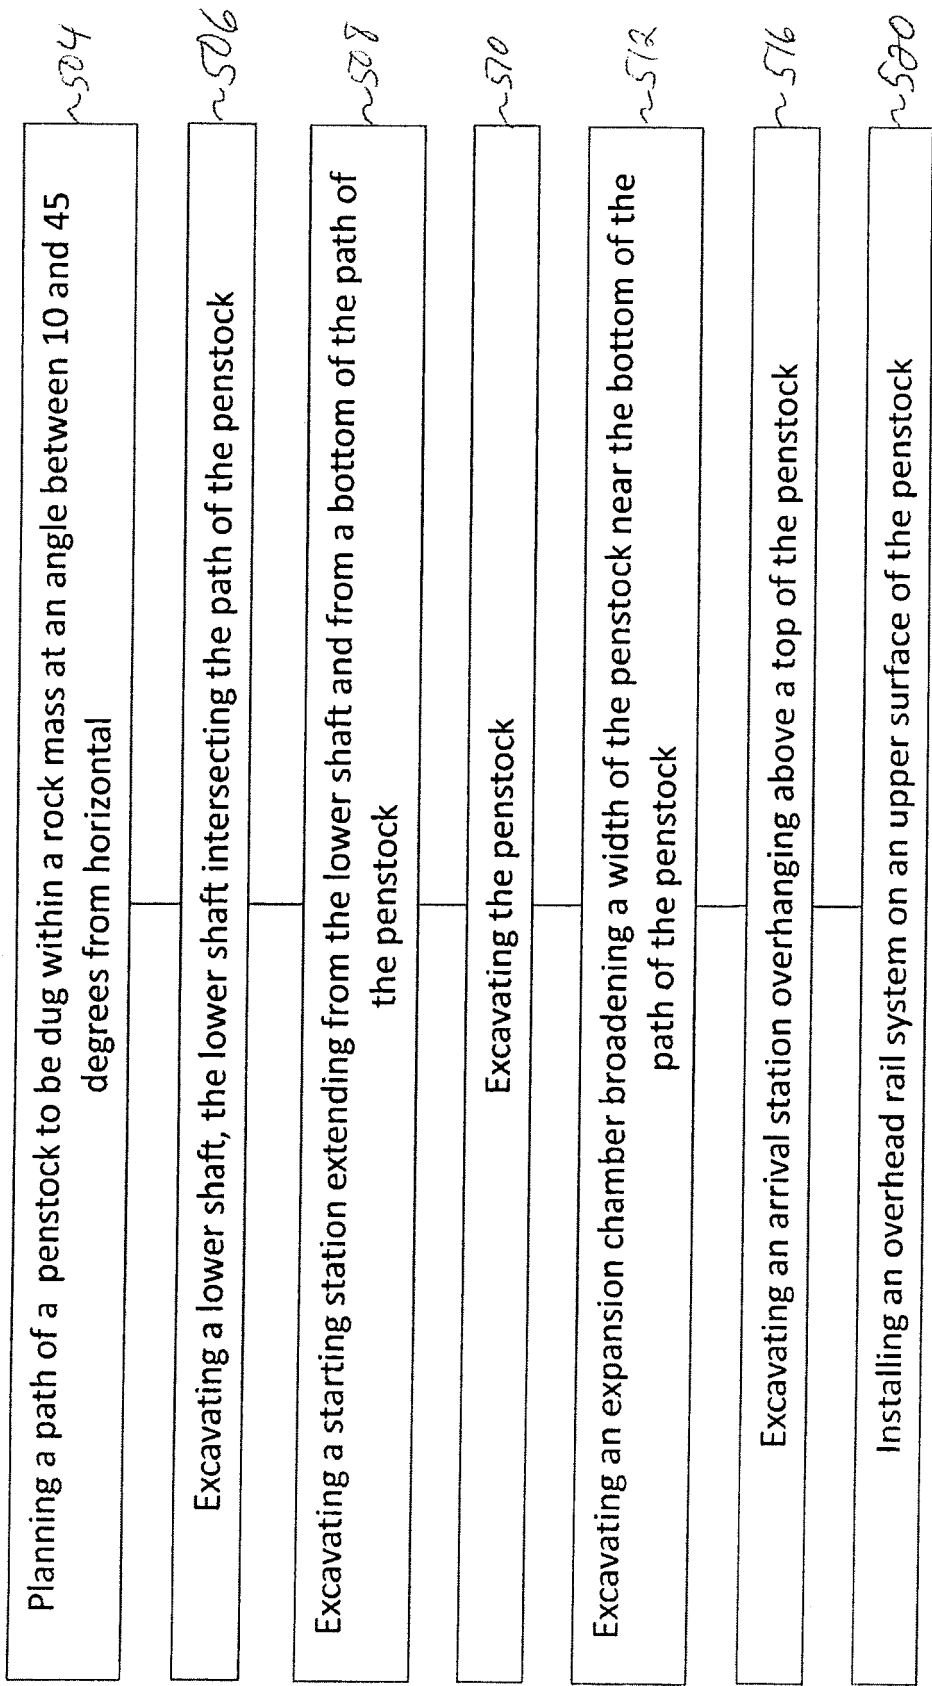 Planning a path of a penstock to be dug within a rock mass at an angle between 10 and 45
degrees from horizontal
~504
Excavating a lower shaft, the lower shaft intersecting the path of the penstock
~506
Excavating a starting station extending from the lower shaft and from a bottom of the path of
the penstock
~508
Excavating the penstock
~510
Excavating an expansion chamber broadening a width of the penstock near the bottom of the
path of the penstock
~512
Excavating an arrival station overhanging above a top of the penstock
~516
Installing an overhead rail system on an upper surface of the penstock
~520